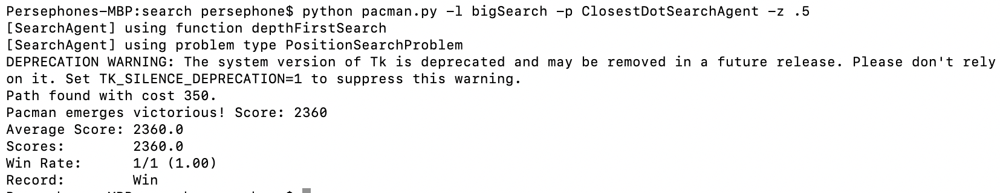 Persephones-MBP:search persephone$ python pacman.py -l bigSearch -p ClosestDotSearchAgent -z .5
[SearchAgent] using function depthFirstSearch
[SearchAgent] using problem type PositionSearchProblem
DEPRECATION WARNING: The system version of Tk is deprecated and may be removed in a future release. Please don't rely
on it. Set TK_SILENCE_DEPRECATION=1 to suppress this warning.
Path found with cost 350.
Pacman emerges victorious! Score: 2360
Average Score: 2360.0
Scores:        2360.0
Win Rate:      1/1 (1.00)
Record:        Win